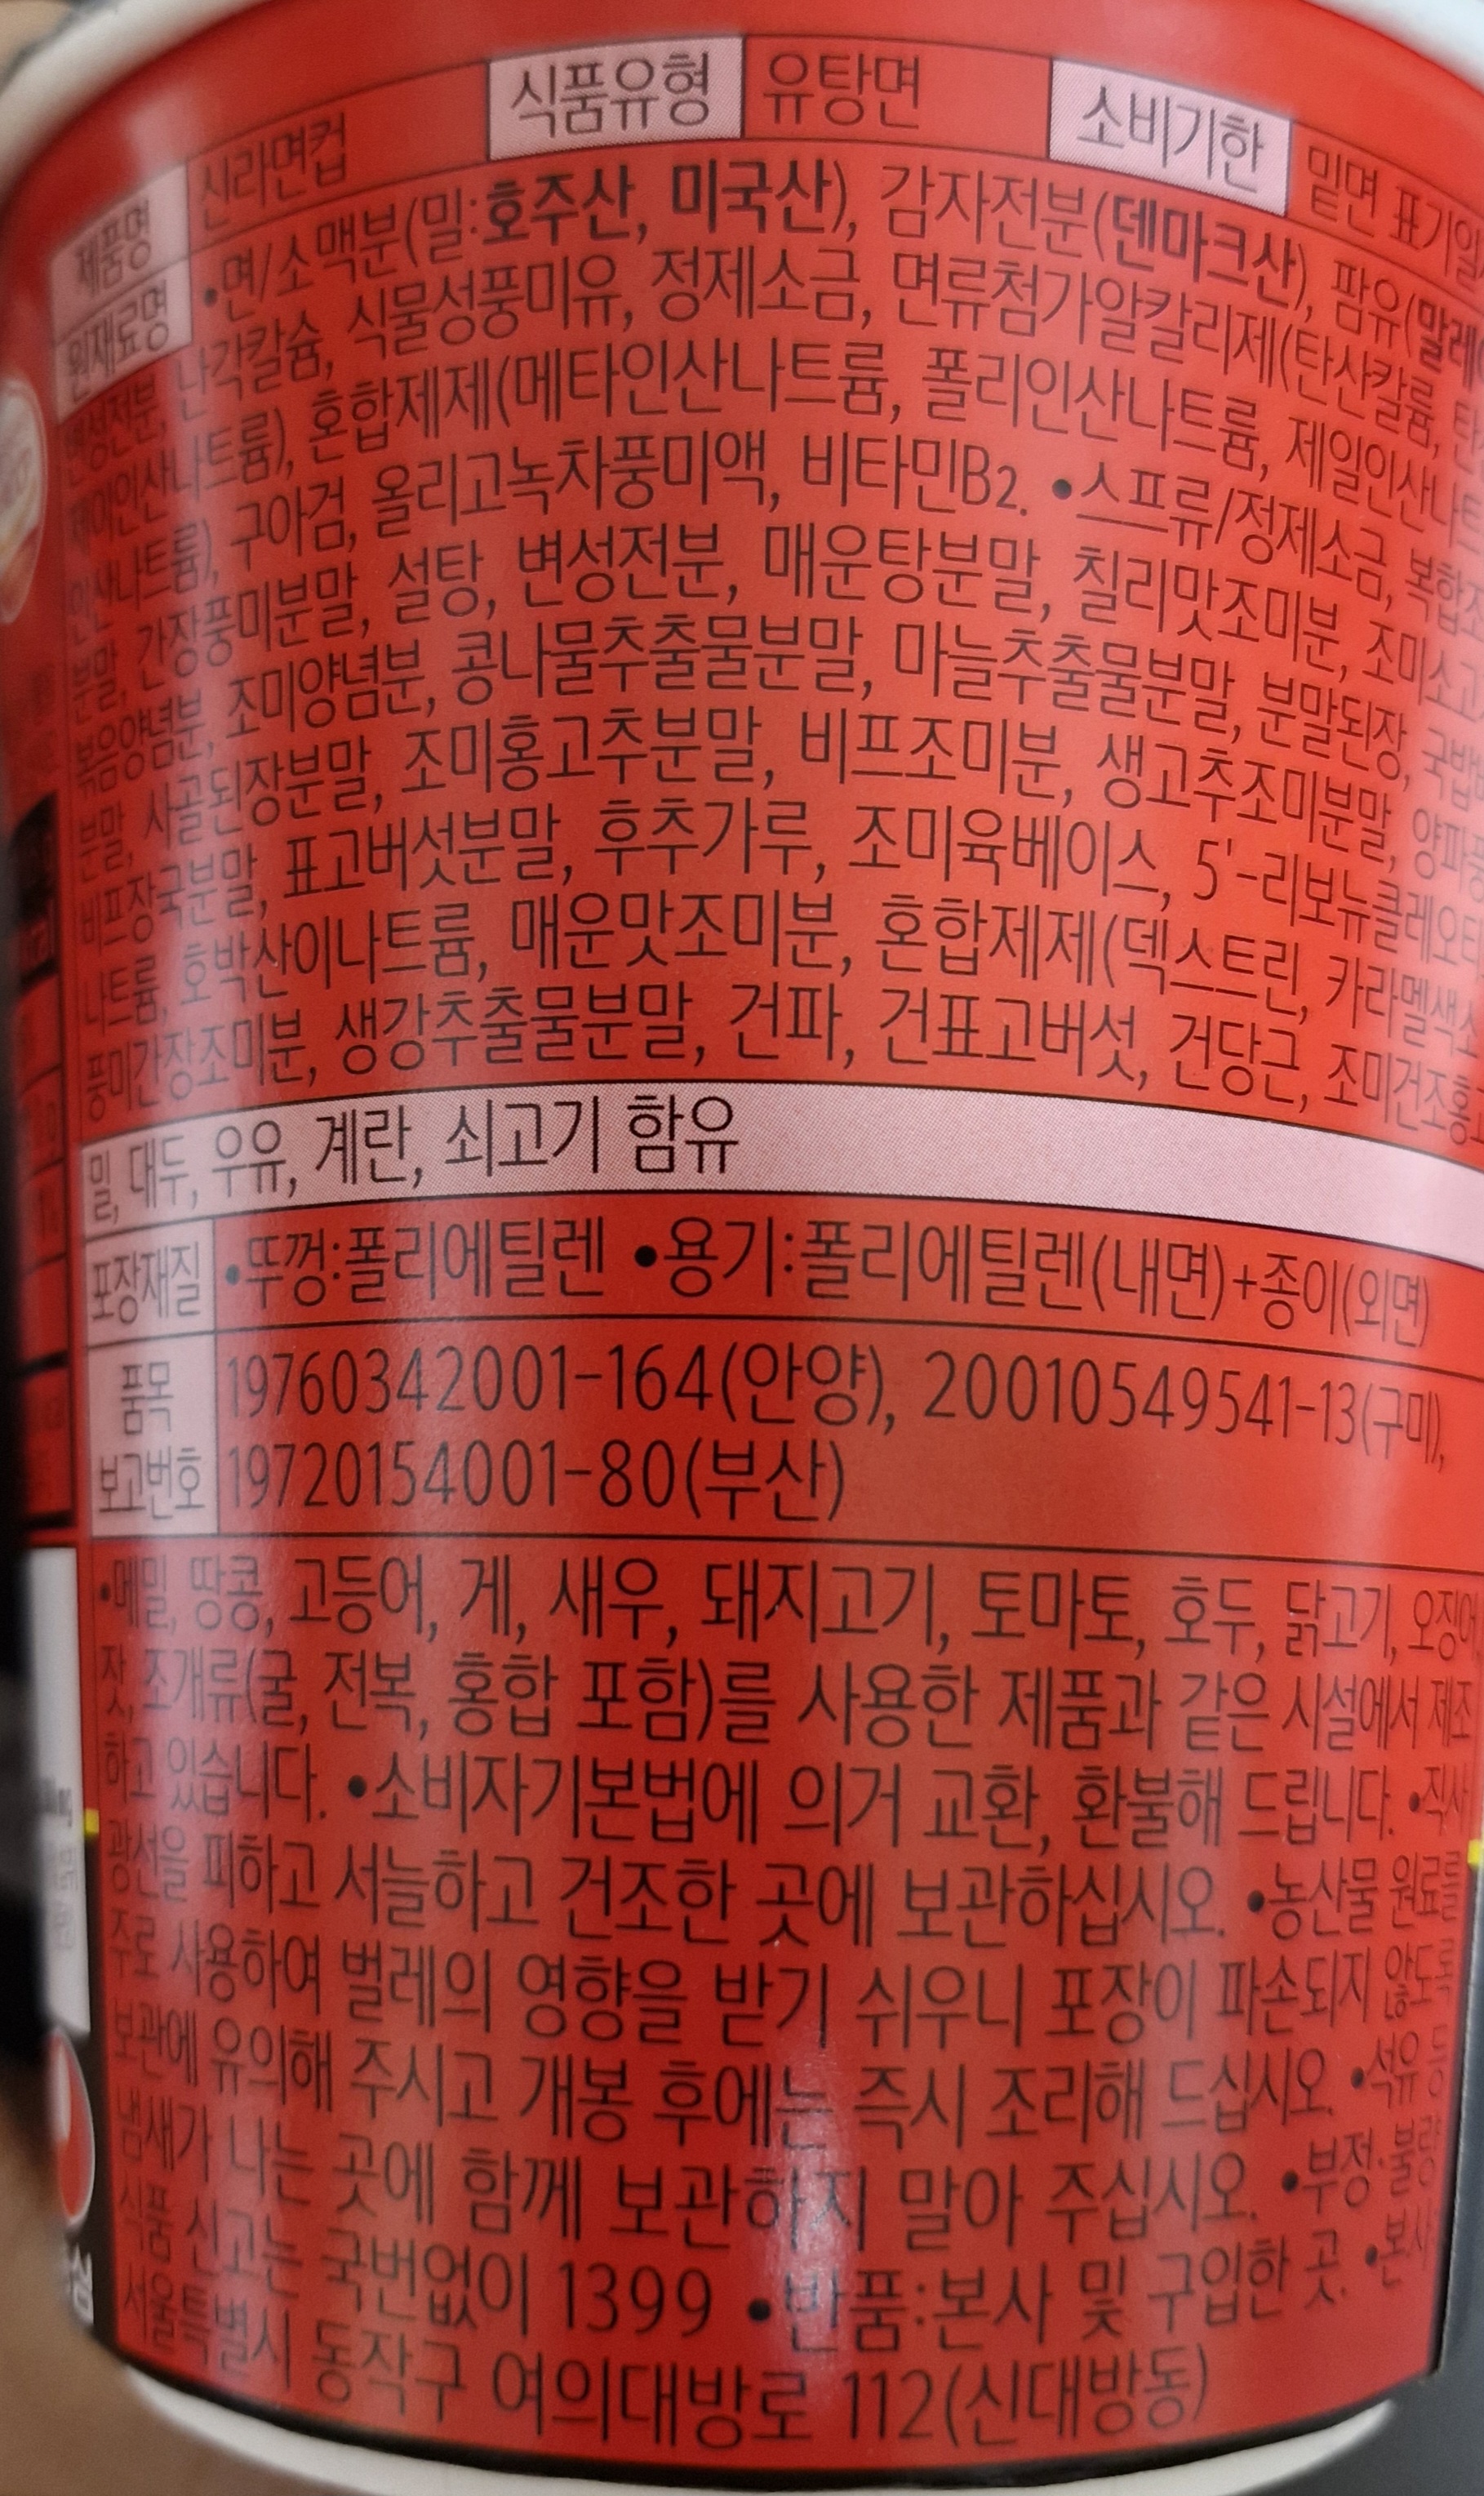 제품명 신라면컵 식품유형 유탕면 소비기한 밑면 표기일
원재료명 •면/소맥분(밀:호주산, 미국산), 감자전분(덴마크산), 팜유(말레
변성전분, 난각칼슘, 식물성풍미유, 정제소금, 면류첨가알칼리제(탄산칼륨,
제이인산나트륨), 혼합제제(메타인산나트륨, 폴리인산나트륨, 제일인산나트
인산나트륨), 구아검, 올리고녹차풍미액, 비타민B2. •스프류/정제소금, 복합
분말, 간장풍미분말, 설탕, 변성전분, 매운탕분말, 칠리맛조미분, 조미소고
볶음양념분, 조미양념분, 콩나물추출물분말, 마늘추출물분말, 분말된장, 국밥
분말, 사골된장분말, 조미홍고추분말, 비프조미분, 생고추조미분말, 양파풍
비프장국분말, 표고버섯분말, 후추가루, 조미육베이스, 5'-리보뉴클레오티
나트륨, 호박산이나트륨, 매운맛조미분, 혼합제제(덱스트린, 카라멜색소
풍미간장조미분, 생강추출물분말, 건파, 건표고버섯, 건당근, 조미건조홍고
밀, 대두, 우유, 계란, 쇠고기 함유
포장재질 •뚜껑:폴리에틸렌 •용기:폴리에틸렌(내면)+종이(외면)
품목 19760342001-164(안양), 20010549541-13(구미),
보고번호 19720154001-80(부산)
•메밀, 땅콩, 고등어, 게, 새우, 돼지고기, 토마토, 호두, 닭고기, 오징어,
잣, 조개류(굴, 전복, 홍합 포함)를 사용한 제품과 같은 시설에서 제조
하고 있습니다. •소비자기본법에 의거 교환, 환불해 드립니다. •직사
광선을 피하고 서늘하고 건조한 곳에 보관하십시오. •농산물 원료를
주로 사용하여 벌레의 영향을 받기 쉬우니 포장이 파손되지 않도록
보관에 유의해 주시고 개봉 후에는 즉시 조리해 드십시오. •석유 등
냄새가 나는 곳에 함께 보관하지 말아 주십시오. •부정·불량
식품 신고는 국번없이 1399 •반품:본사 및 구입한 곳. •본사
서울특별시 동작구 여의대방로 112(신대방동)